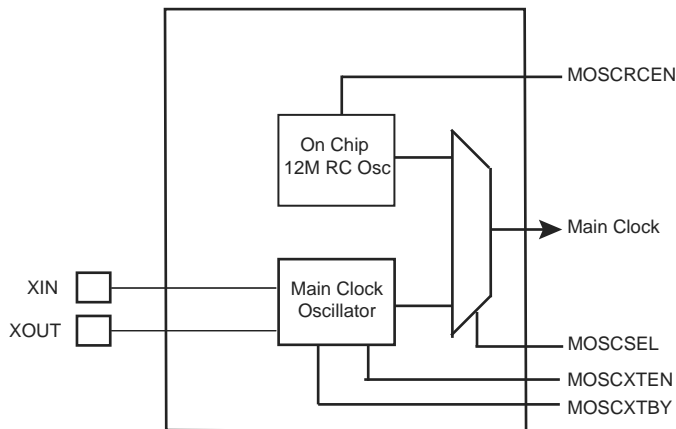 MOSCRCEN
On Chip
12M RC Osc
Main Clock
XIN
Main Clock
Oscillator
XOUT
MOSCSEL
MOSCXTEN
MOSCXTBY